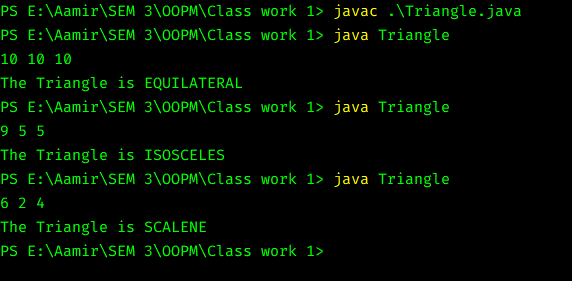 PS E:\Aamir\SEM 3\OOPM\Class work 1> javac .\Triangle.java
PS E:\Aamir\SEM 3\OOPM\Class work 1> java Triangle
10 10 10
The Triangle is EQUILATERAL
PS E:\Aamir\SEM 3\OOPM\Class work 1> java Triangle
9 5 5
The Triangle is ISOSCELES
PS E:\Aamir\SEM 3\OOPM\Class work 1> java Triangle
6 2 4
The Triangle is SCALENE
PS E:\Aamir\SEM 3\OOPM\Class work 1>